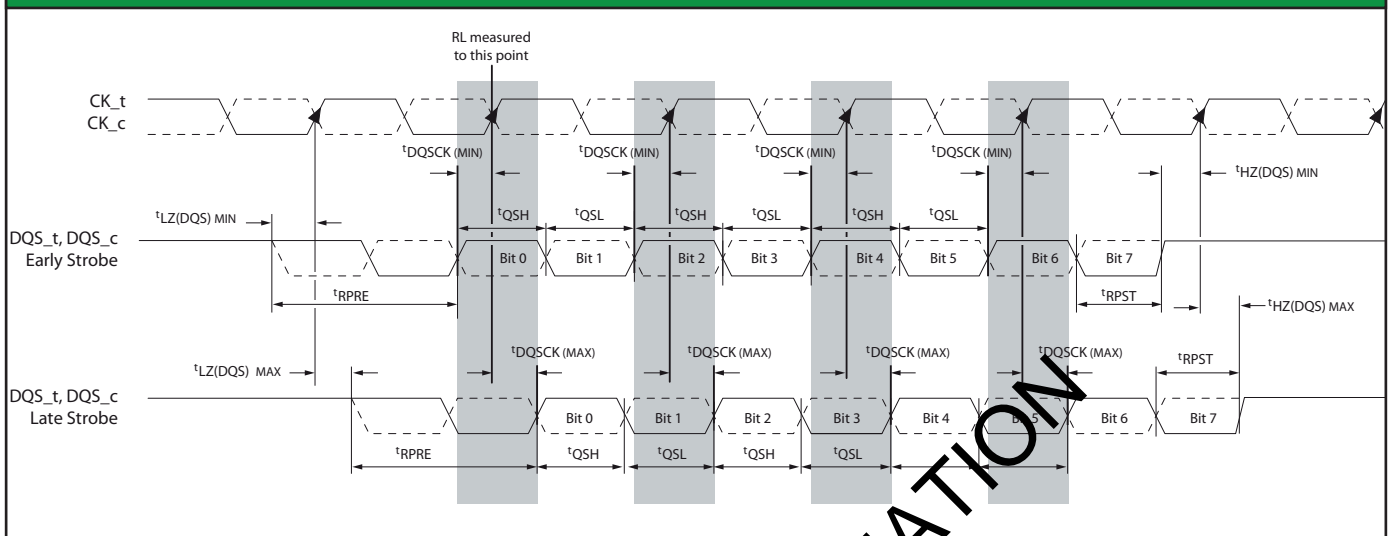 RL measured
to this point
CK_t
CK_c
tDQSCK (MIN) tDQSCK (MIN) tDQSCK (MIN) tDQSCK (MIN)
tHZ(DQS) MIN
tLZ(DQS) MIN
tQSH tQSL tQSH tQSL tQSH tQSL
DQS_t, DQS_c
Early Strobe
Bit 0 Bit 1 Bit 2 Bit 3 Bit 4 Bit 5 Bit 6 Bit 7
tRPRE tRPST
tHZ(DQS) MAX
tDQSCK (MAX) tDQSCK (MAX) tDQSCK (MAX) tDQSCK (MAX)
tRPST
tLZ(DQS) MAX
DQS_t, DQS_c
Late Strobe
Bit 0 Bit 1 Bit 2 Bit 3 Bit 4 Bit 6 Bit 7
tRPRE tQSH tQSL tQSH tQSL